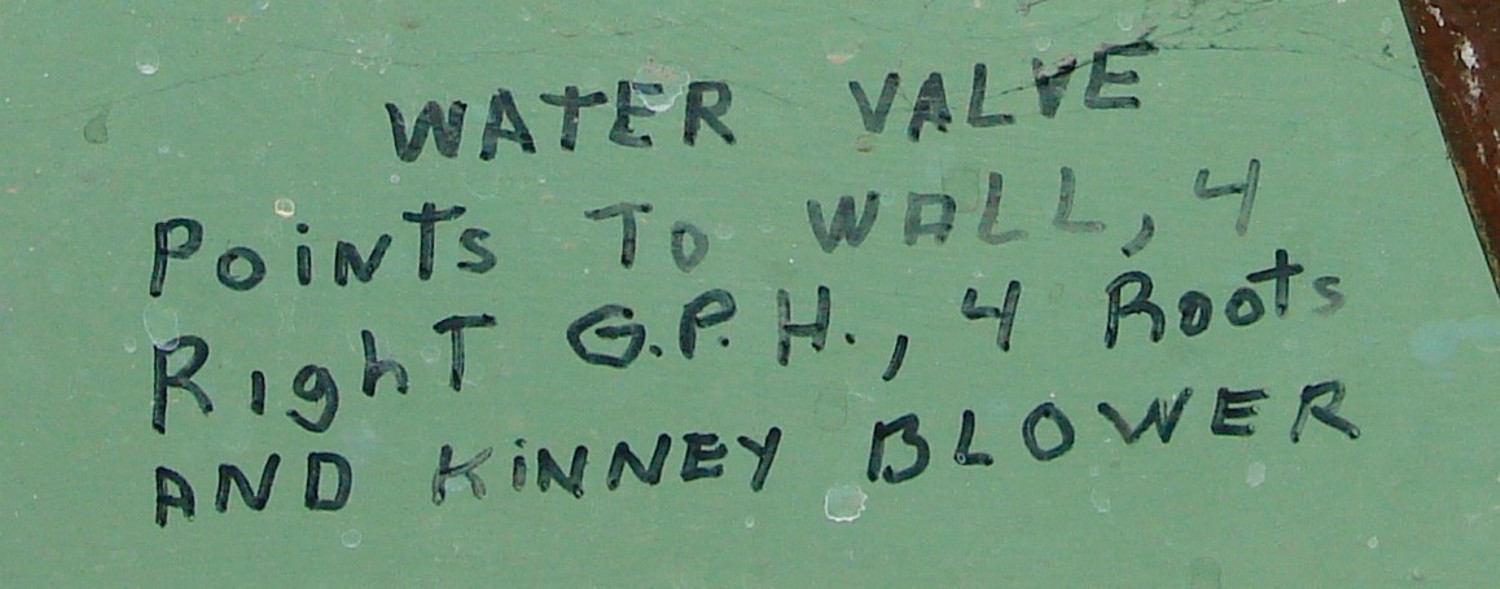 WATER VALVE
PoiNTs To WALL, 4
RighT G.P.H., 4 Roots
AND KiNNEY BLOWER